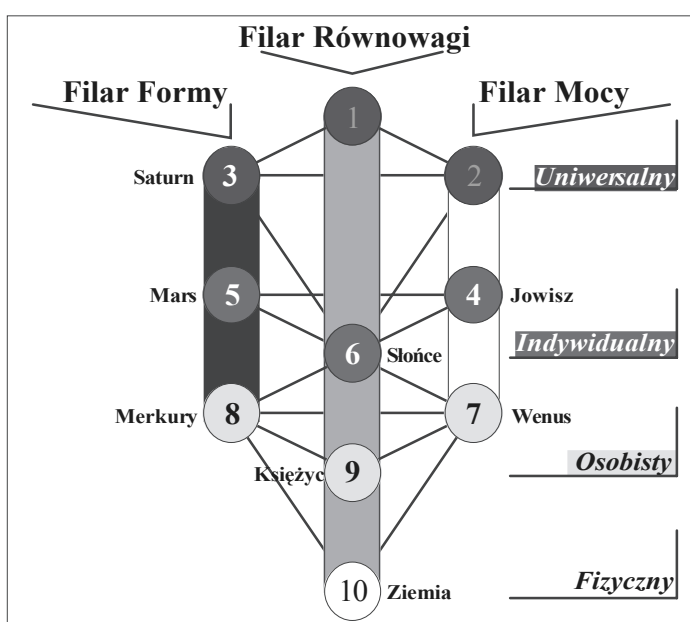 Filar Równowagi
Filar Formy
Filar Mocy
1
Saturn
3
2
Uniwersalny
Mars
5
4
Jowisz
6
Słońce
Indywidualny
Merkury
8
7
Wenus
Księżyc
9
Osobisty
10
Ziemia
Fizyczny